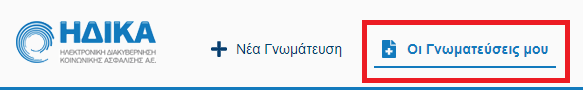 ΗΔΙΚΑ
ΗΛΕΚΤΡΟΝΙΚΗ ΔΙΑΚΥΒΕΡΝΗΣΗ
ΚΟΙΝΩΝΙΚΗΣ ΑΣΦΑΛΙΣΗΣ Α.Ε.
Νέα Γνωμάτευση
Οι Γνωματεύσεις μου